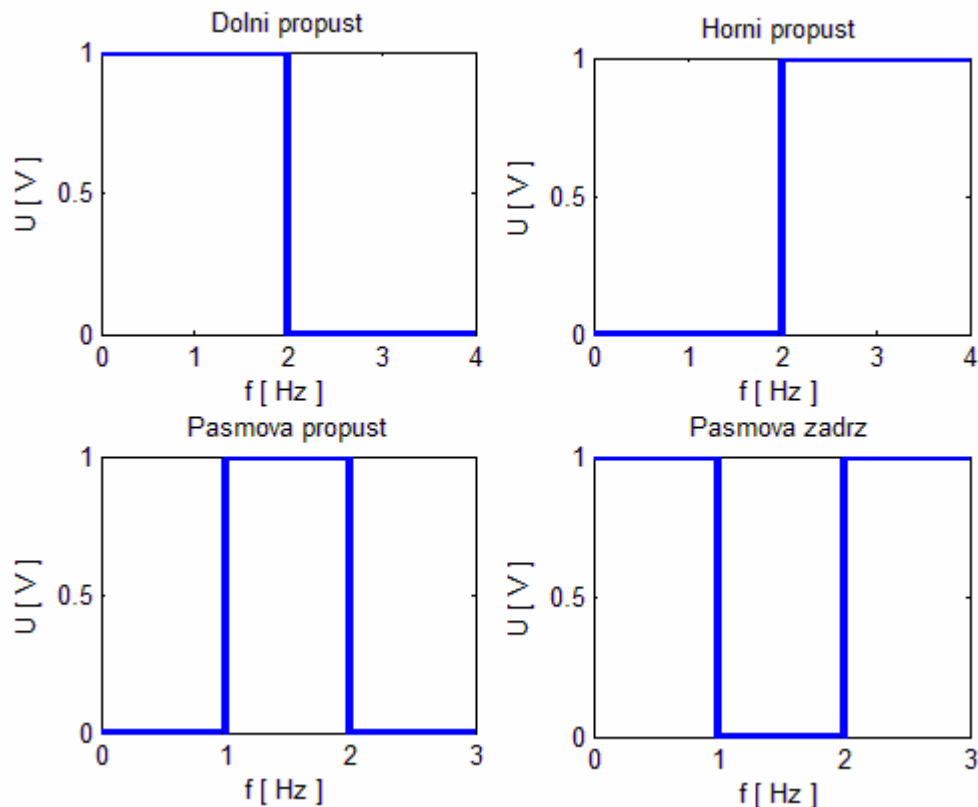 Dolni propust
1
0.5
0
U [ V ]
0 1 2 3 4
f [ Hz ]
Horni propust
1
0.5
0
U [ V ]
0 1 2 3 4
f [ Hz ]
Pasmova propust
1
0.5
0
U [ V ]
0 1 2 3
f [ Hz ]
Pasmova zadrz
1
0.5
0
U [ V ]
0 1 2 3
f [ Hz ]